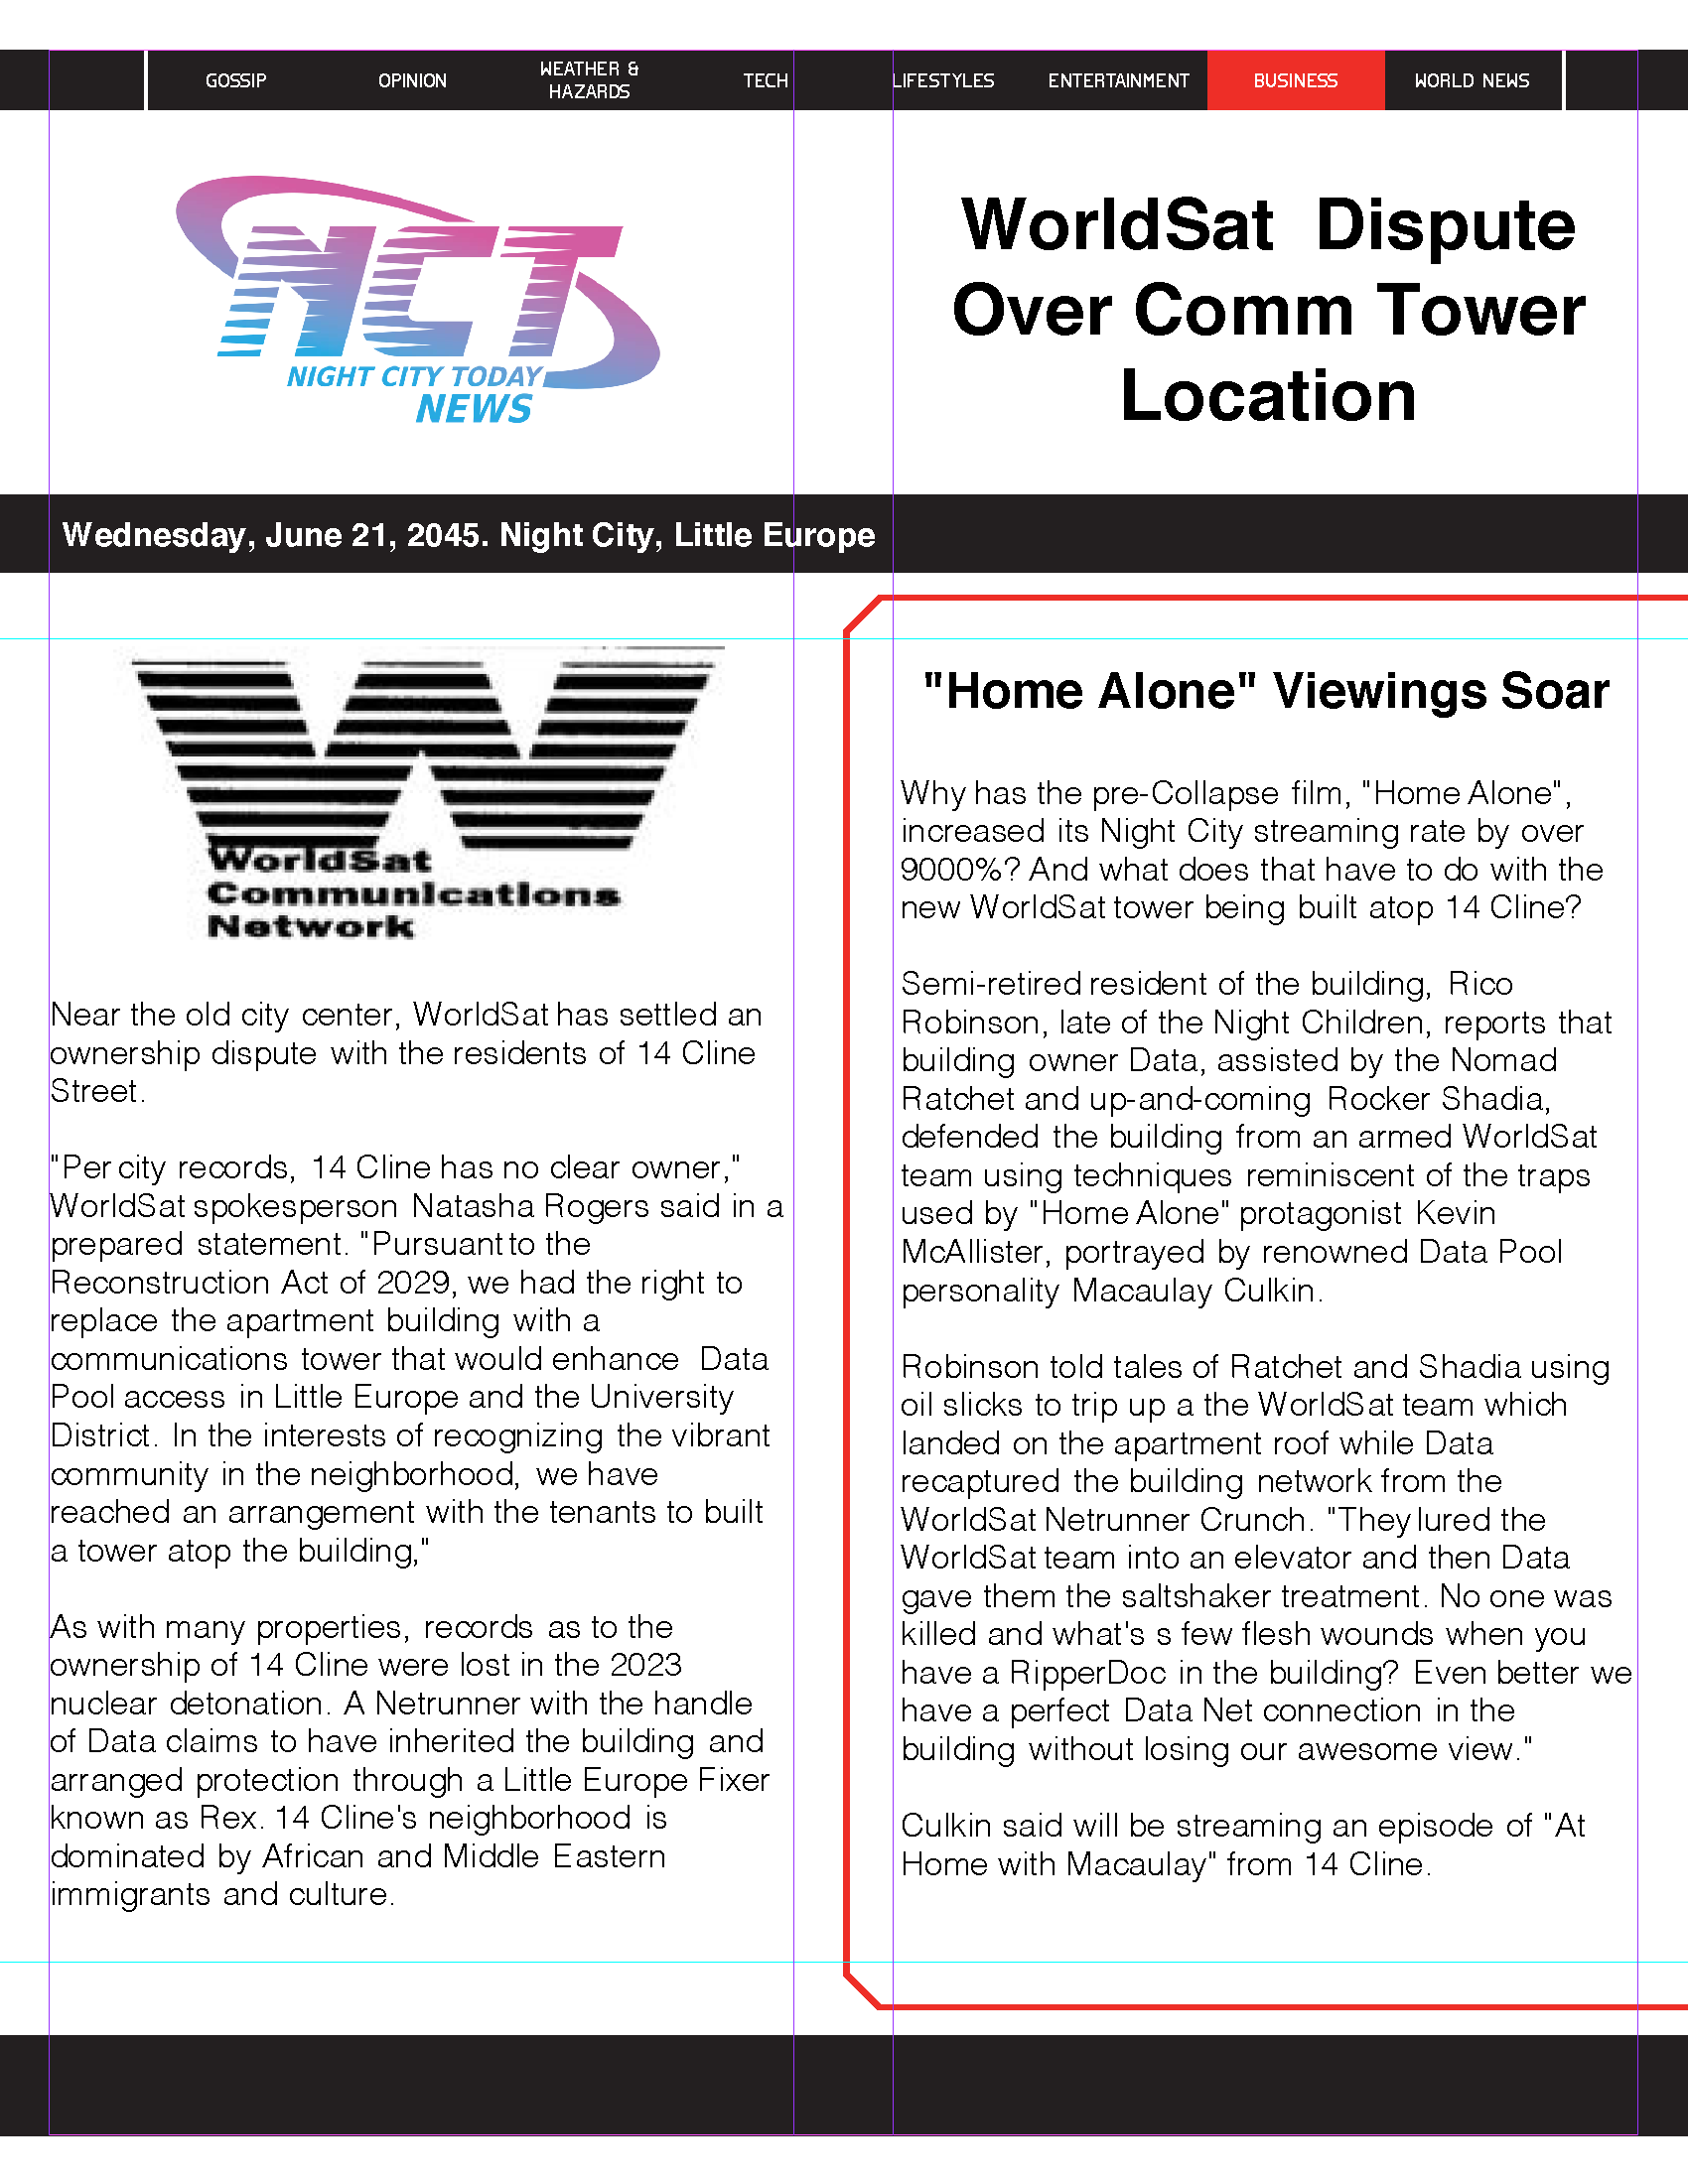 GOSSIP
OPINION
WEATHER &
HAZARDS
TECH
LIFESTYLES
ENTERTAINMENT
BUSINESS
WORLD NEWS
NCT
NIGHT CITY TODAY
NEWS
WorldSat Dispute
Over Comm Tower
Location
Wednesday, June 21, 2045. Night City, Little Europe
WorldSat
Communications
Network
Near the old city center, WorldSat has settled an
ownership dispute with the residents of 14 Cline
Street.
"Per city records, 14 Cline has no clear owner,"
WorldSat spokesperson Natasha Rogers said in a
prepared statement. "Pursuant to the
Reconstruction Act of 2029, we had the right to
replace the apartment building with a
communications tower that would enhance Data
Pool access in Little Europe and the University
District. In the interests of recognizing the vibrant
community in the neighborhood, we have
reached an arrangement with the tenants to built
a tower atop the building,"
As with many properties, records as to the
ownership of 14 Cline were lost in the 2023
nuclear detonation. A Netrunner with the handle
of Data claims to have inherited the building and
arranged protection through a Little Europe Fixer
known as Rex. 14 Cline's neighborhood is
dominated by African and Middle Eastern
immigrants and culture.
"Home Alone" Viewings Soar
Why has the pre-Collapse film, "Home Alone",
increased its Night City streaming rate by over
9000%? And what does that have to do with the
new WorldSat tower being built atop 14 Cline?
Semi-retired resident of the building, Rico
Robinson, late of the Night Children, reports that
building owner Data, assisted by the Nomad
Ratchet and up-and-coming Rocker Shadia,
defended the building from an armed WorldSat
team using techniques reminiscent of the traps
used by "Home Alone" protagonist Kevin
McAllister, portrayed by renowned Data Pool
personality Macaulay Culkin.
Robinson told tales of Ratchet and Shadia using
oil slicks to trip up a the WorldSat team which
landed on the apartment roof while Data
recaptured the building network from the
WorldSat Netrunner Crunch. "They lured the
WorldSat team into an elevator and then Data
gave them the saltshaker treatment. No one was
killed and what's s few flesh wounds when you
have a RipperDoc in the building? Even better we
have a perfect Data Net connection in the
building without losing our awesome view."
Culkin said will be streaming an episode of "At
Home with Macaulay" from 14 Cline.